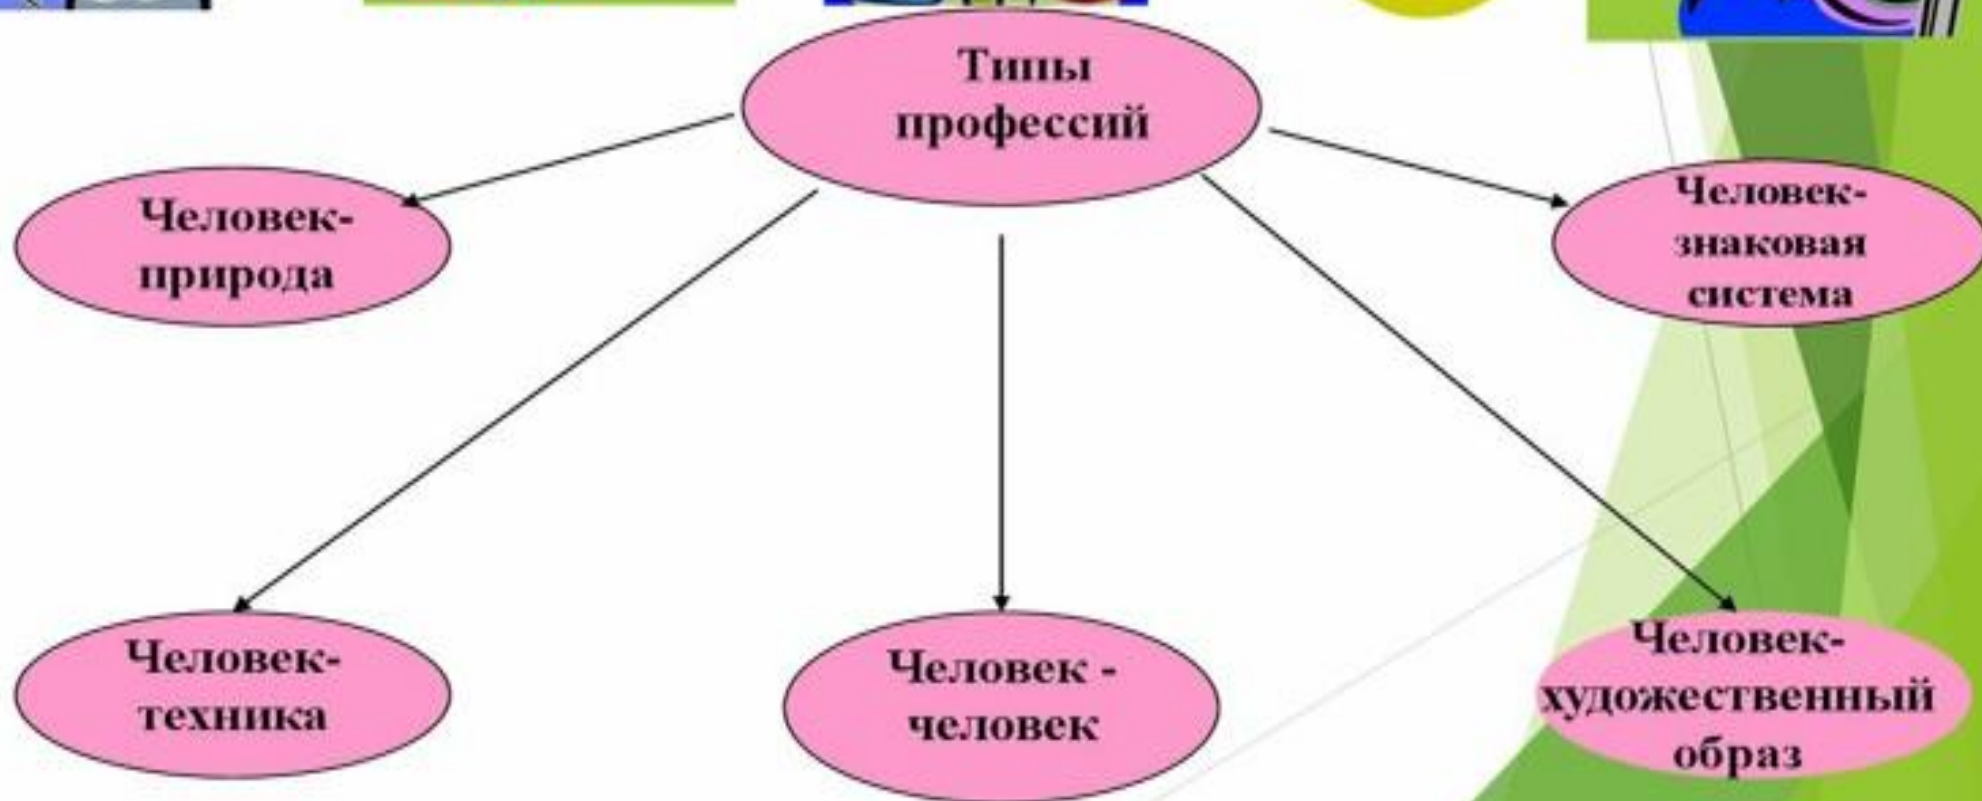 Типы
профессий
Человек-
природа
Человек-
знаковая
система
Человек-
техника
Человек -
человек
Человек-
художественный
образ